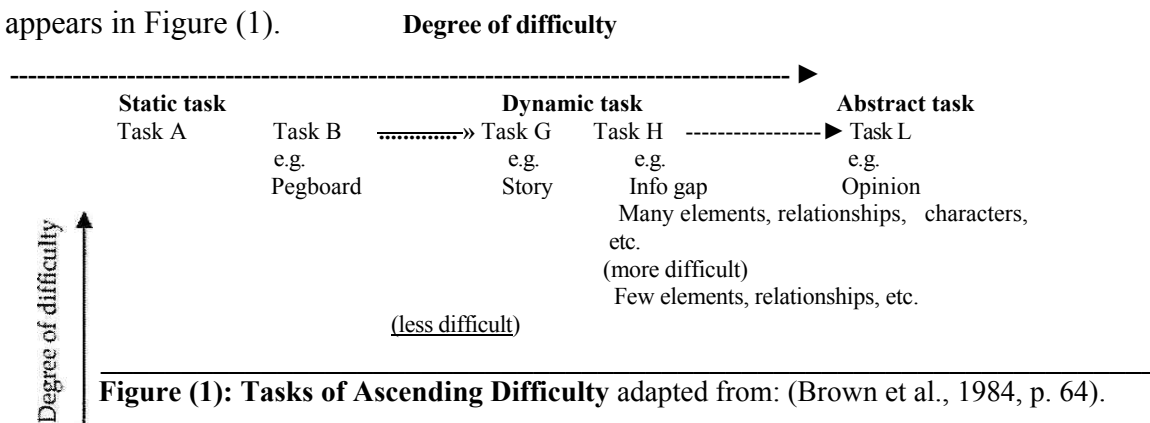 appears in Figure (1). Degree of difficulty
--------------------------------------------------------------------------------------- ►
Static task Dynamic task Abstract task
Task A Task B .............» Task G Task H -----------------► Task L
e.g. e.g. e.g. e.g.
Pegboard Story Info gap Opinion
Many elements, relationships, characters,
etc.
(more difficult)
Few elements, relationships, etc.
(less difficult)
Degree of difficulty
Figure (1): Tasks of Ascending Difficulty adapted from: (Brown et al., 1984, p. 64).